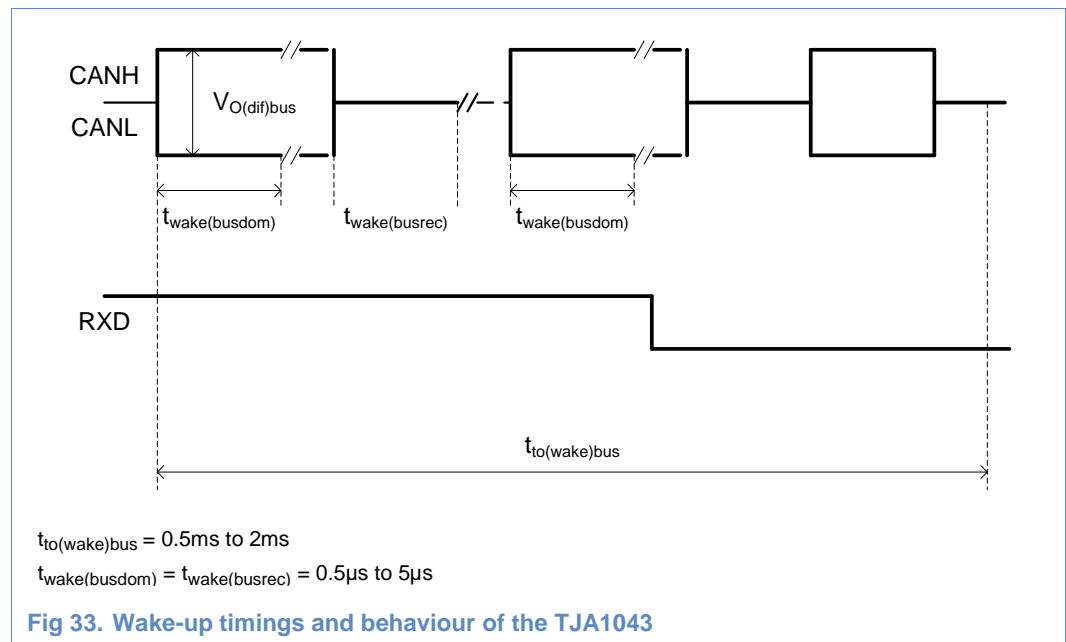 CANH
CANL
VO(dif)bus
twake(busdom)
twake(busrec)
twake(busdom)
RXD
tto(wake)bus
tto(wake)bus = 0.5ms to 2ms
twake(busdom) = twake(busrec) = 0.5µs to 5µs
Fig 33. Wake-up timings and behaviour of the TJA1043